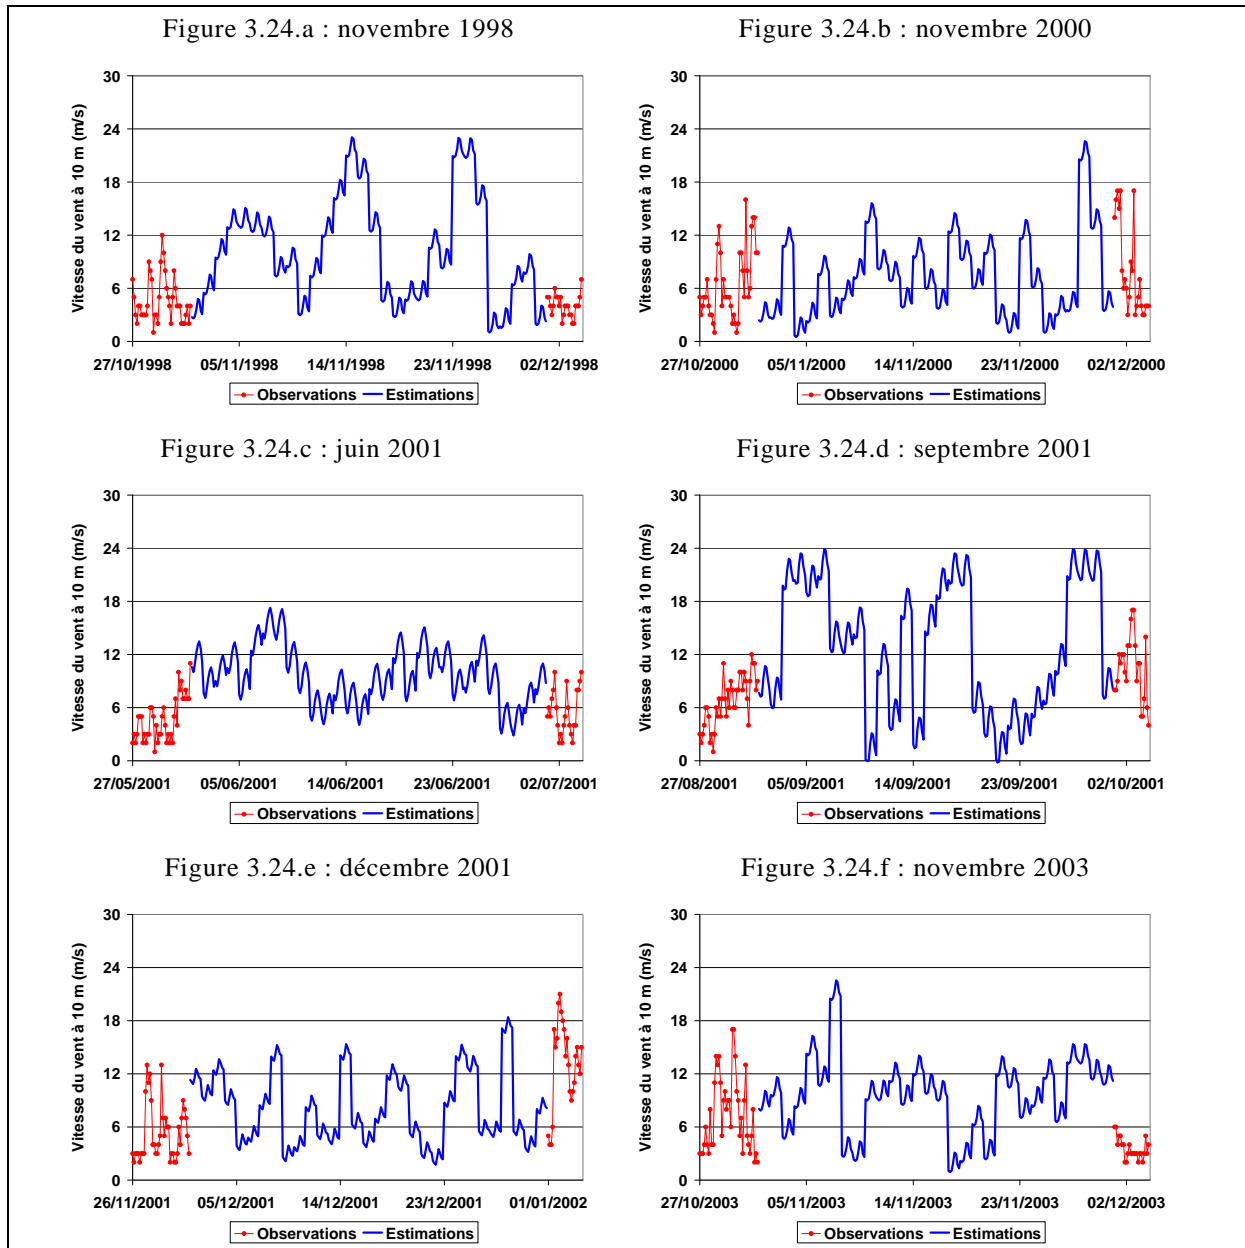 Figure 3.24.a : novembre 1998
Vitesse du vent à 10 m (m/s)
30
24
18
12
6
0
27/10/1998 05/11/1998 14/11/1998 23/11/1998 02/12/1998
Observations Estimations
Figure 3.24.b : novembre 2000
Vitesse du vent à 10 m (m/s)
30
24
18
12
6
0
27/10/2000 05/11/2000 14/11/2000 23/11/2000 02/12/2000
Observations Estimations
Figure 3.24.c : juin 2001
Vitesse du vent à 10 m (m/s)
30
24
18
12
6
0
27/05/2001 05/06/2001 14/06/2001 23/06/2001 02/07/2001
Observations Estimations
Figure 3.24.d : septembre 2001
Vitesse du vent à 10 m (m/s)
30
24
18
12
6
0
27/08/2001 05/09/2001 14/09/2001 23/09/2001 02/10/2001
Observations Estimations
Figure 3.24.e : décembre 2001
Vitesse du vent à 10 m (m/s)
30
24
18
12
6
0
26/11/2001 05/12/2001 14/12/2001 23/12/2001 01/01/2002
Observations Estimations
Figure 3.24.f : novembre 2003
Vitesse du vent à 10 m (m/s)
30
24
18
12
6
0
27/10/2003 05/11/2003 14/11/2003 23/11/2003 02/12/2003
Observations Estimations